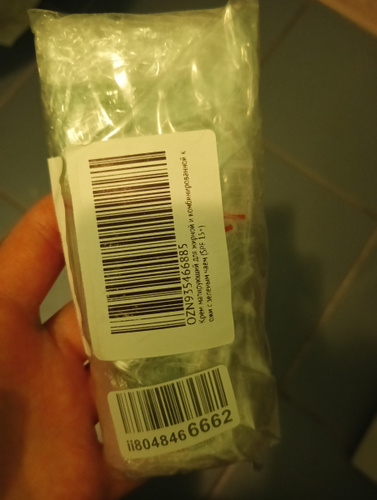 OZN935466885
Крем матирующий для жирной и комбинированной к
ожи с зеленым чаем (SPF 15+)
ii8048466662